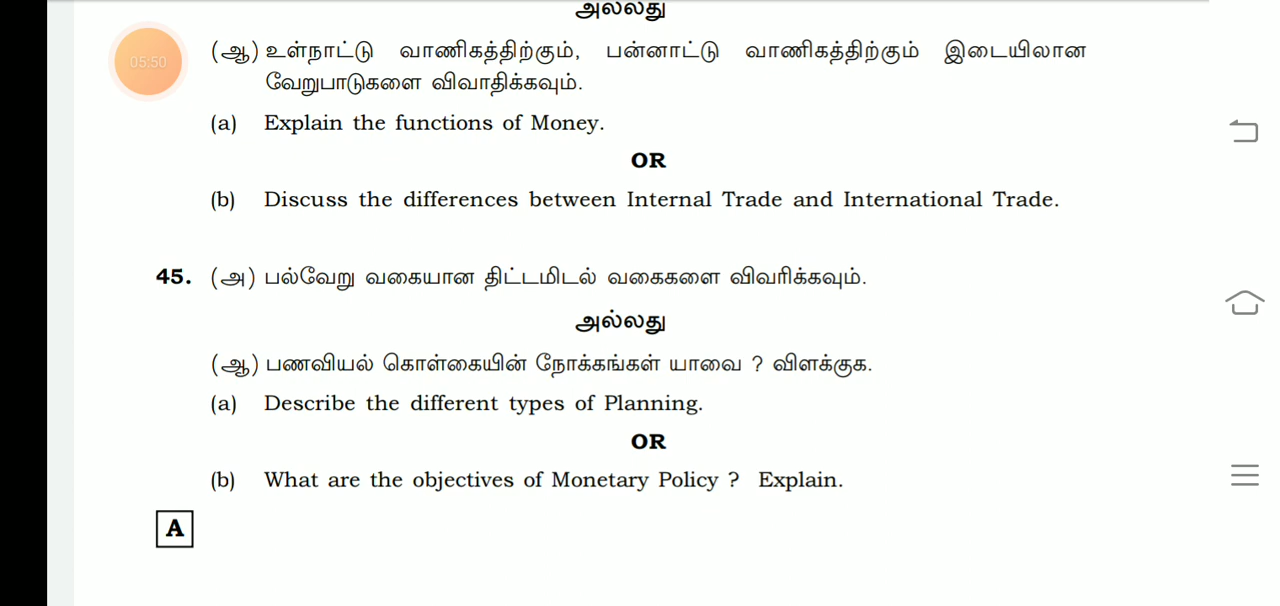 அல்லது
05:50
(ஆ) உள்நாட்டு வாணிகத்திற்கும், பன்னாட்டு வாணிகத்திற்கும் இடையிலான
வேறுபாடுகளை விவாதிக்கவும்.
(a) Explain the functions of Money.
OR
(b) Discuss the differences between Internal Trade and International Trade.
45. (அ) பல்வேறு வகையான திட்டமிடல் வகைகளை விவரிக்கவும்.
அல்லது
(ஆ) பணவியல் கொள்கையின் நோக்கங்கள் யாவை ? விளக்குக.
(a) Describe the different types of Planning.
OR
(b) What are the objectives of Monetary Policy ? Explain.
A